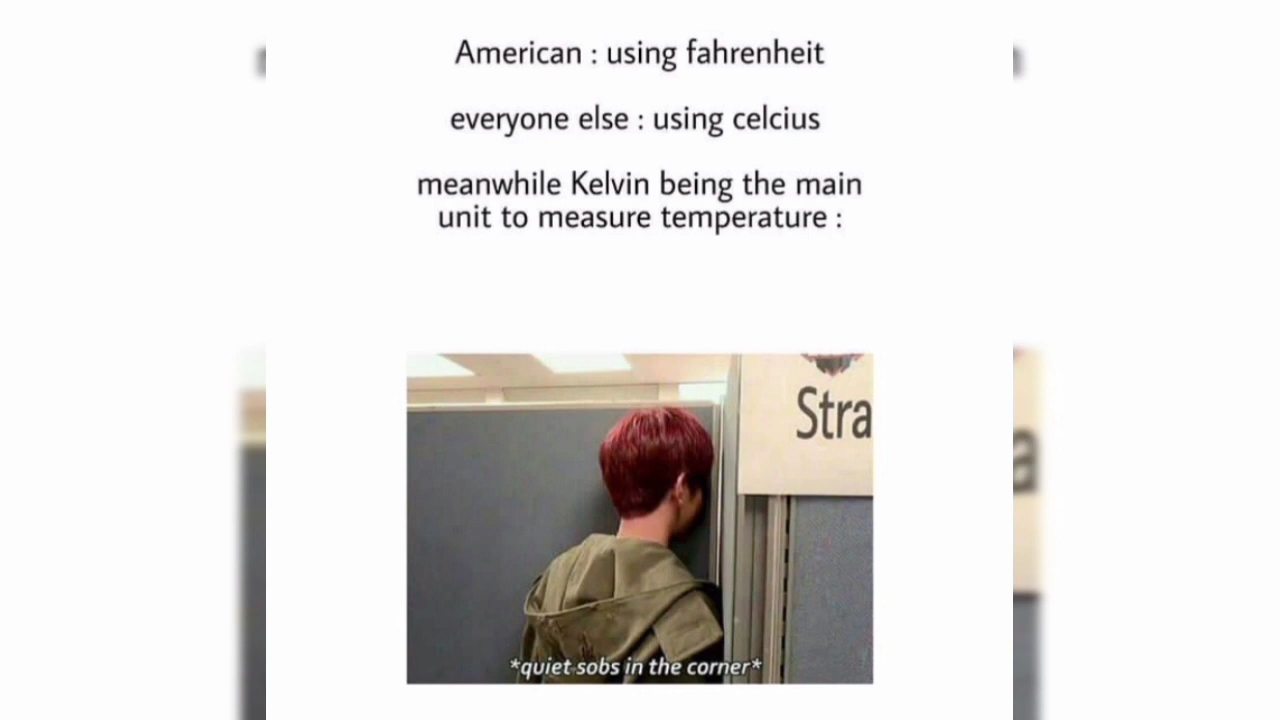 American : using fahrenheit
everyone else : using celcius
meanwhile Kelvin being the main
unit to measure temperature :
Stra
*quiet sobs in the corner*